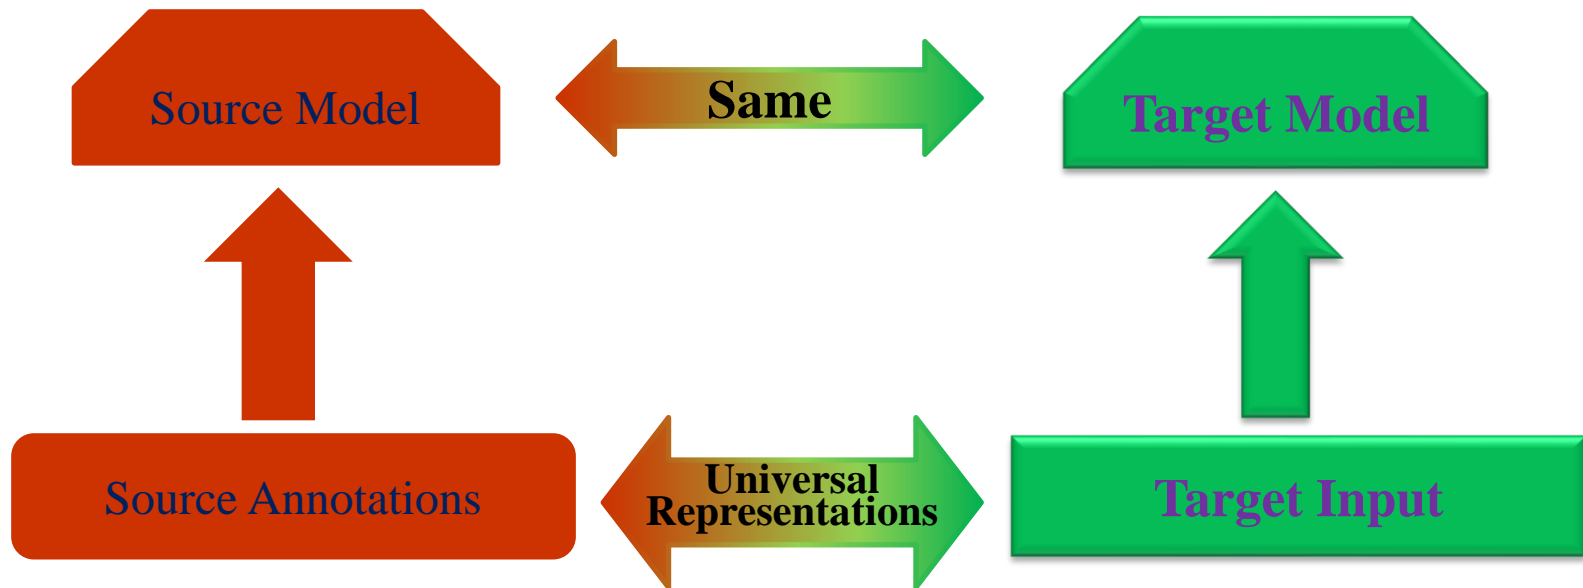 Source Model
Same
Target Model
Source Annotations
Universal
Representations
Target Input